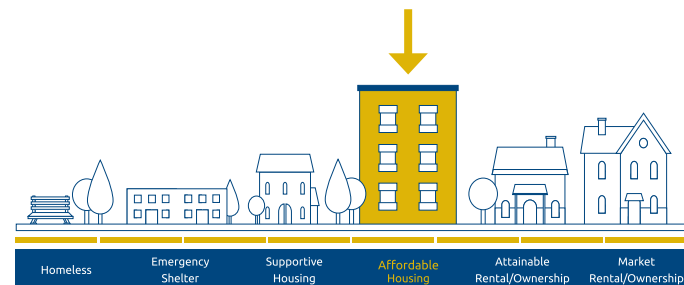 Homeless
Emergency
Shelter
Supportive
Housing
Affordable
Housing
Attainable
Rental/Ownership
Market
Rental/Ownership